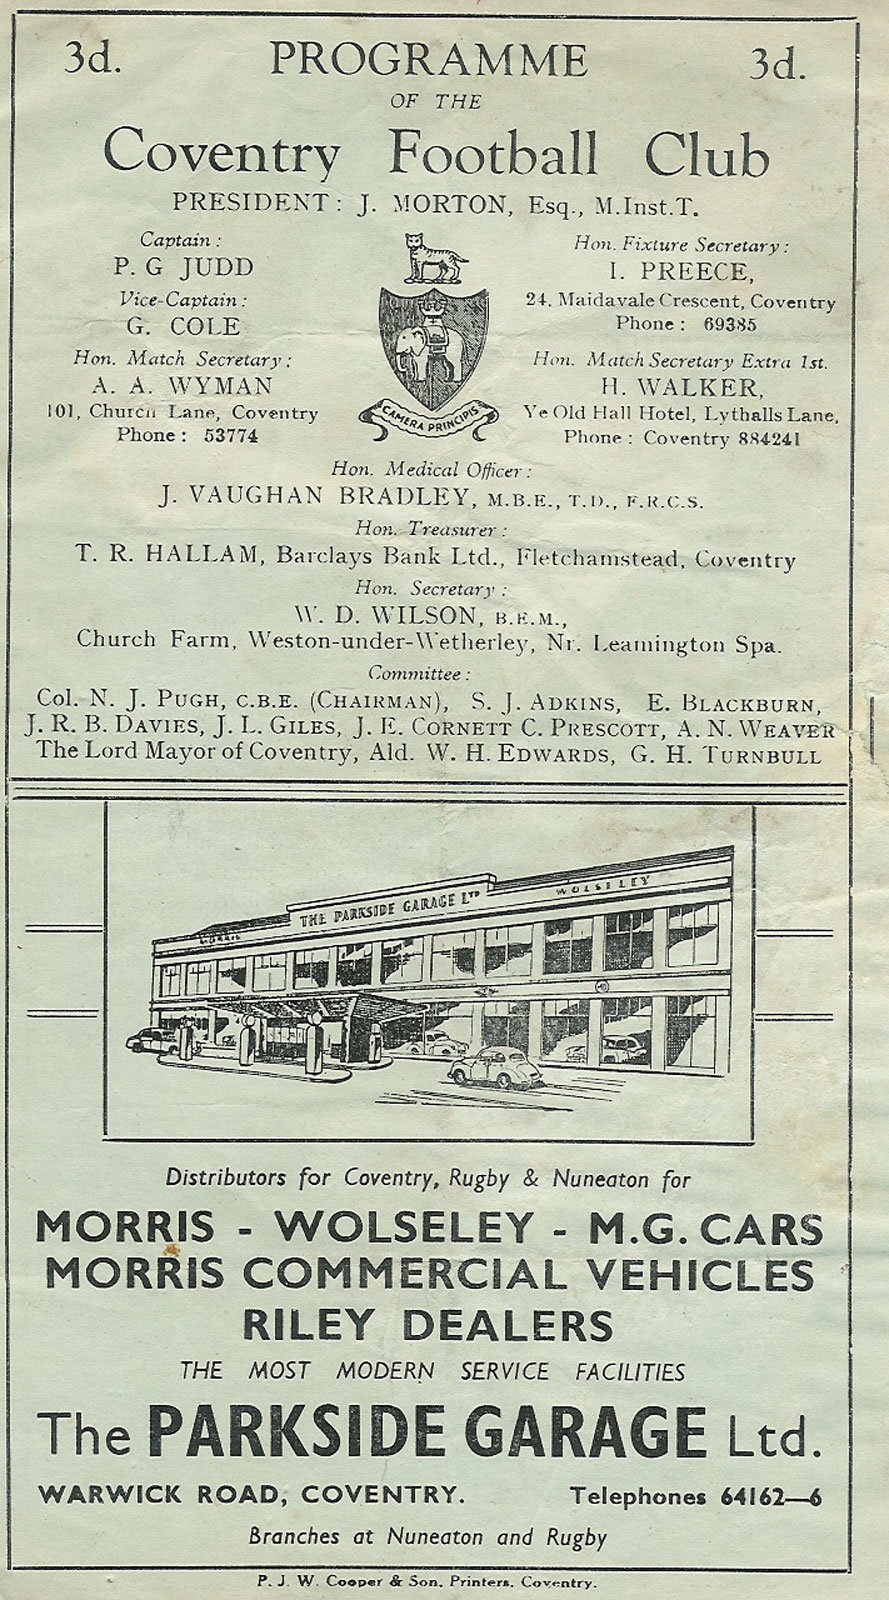 3d. PROGRAMME 3d.
OF THE
Coventry Football Club
PRESIDENT: J. MORTON, Esq., M.Inst.T.
Captain:
P. G JUDD
Vice-Captain:
G. COLE
Hon. Match Secretary:
A. A. WYMAN
101, Church Lane, Coventry
Phone: 53774
Hon. Fixture Secretary:
I. PREECE,
24, Maidavale Crescent, Coventry
Phone: 69385
Hon. Match Secretary Extra 1st.
H. WALKER,
Ye Old Hall Hotel, Lythalls Lane,
Phone: Coventry 884241
CAMERA PRINCIPIS
Hon. Medical Officer:
J. VAUGHAN BRADLEY, M.B.E., T.D., F.R.C.S.
Hon. Treasurer:
T. R. HALLAM, Barclays Bank Ltd., Fletchamstead, Coventry
Hon. Secretary:
W. D. WILSON, B.E.M.,
Church Farm, Weston-under-Wetherley, Nr. Leamington Spa.
Committee:
Col. N. J. PUGH, C.B.E. (CHAIRMAN), S. J. ADKINS, E. BLACKBURN,
J. R. B. DAVIES, J. L. GILES, J. E. CORNETT C. PRESCOTT, A. N. WEAVER
The Lord Mayor of Coventry, Ald. W. H. EDWARDS, G. H. TURNBULL
MORRIS THE PARKSIDE GARAGE LTD WOLSELEY
MG
Distributors for Coventry, Rugby & Nuneaton for
MORRIS - WOLSELEY - M.G. CARS
MORRIS COMMERCIAL VEHICLES
RILEY DEALERS
THE MOST MODERN SERVICE FACILITIES
The PARKSIDE GARAGE Ltd.
WARWICK ROAD, COVENTRY. Telephones 64162—6
Branches at Nuneaton and Rugby
P. J. W. Cooper & Son, Printers, Coventry.